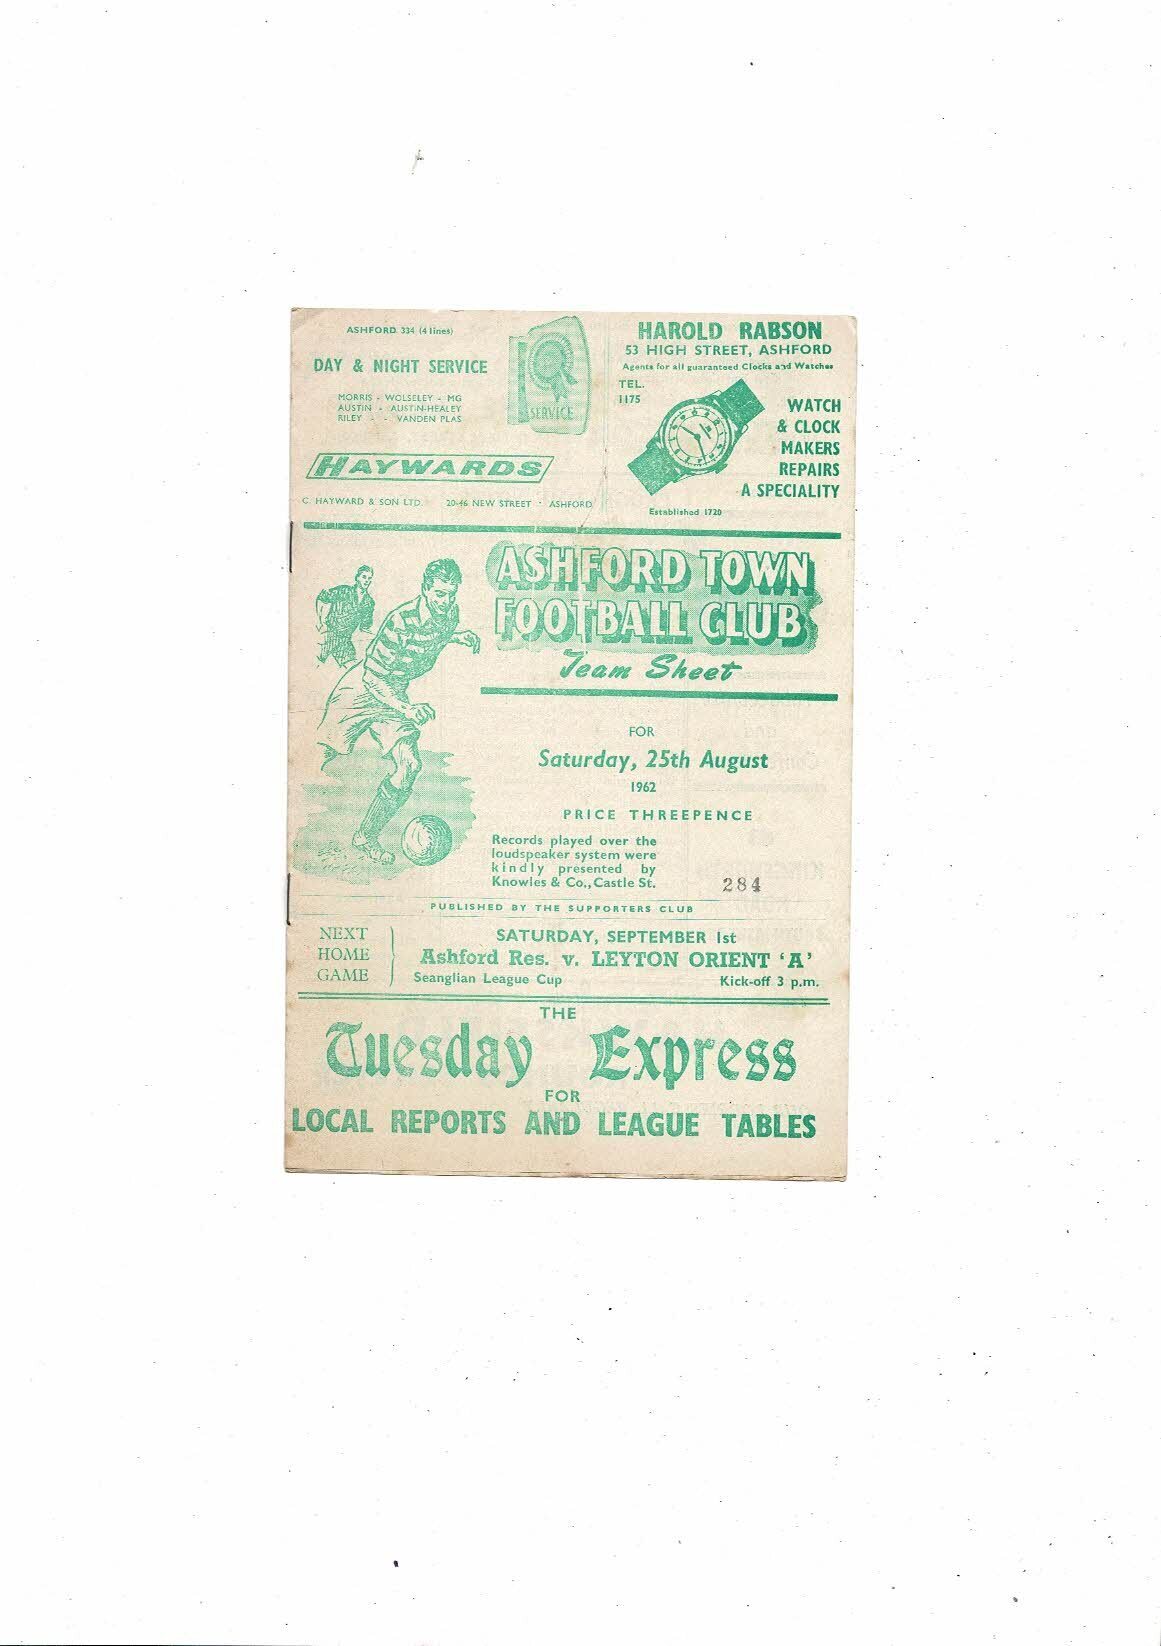 ASHFORD 334 (4 lines)
DAY & NIGHT SERVICE
MORRIS - WOLSELEY - MG
AUSTIN - AUSTIN-HEALEY
RILEY - - VANDEN PLAS
SERVICE
HAYWARDS
C. HAYWARD & SON LTD. 20-46 NEW STREET · ASHFORD
HAROLD RABSON
53 HIGH STREET, ASHFORD
Agents for all guaranteed Clocks and Watches
TEL.
1175
WATCH
& CLOCK
MAKERS
REPAIRS
A SPECIALITY
Established 1720
ASHFORD TOWN
FOOTBALL CLUB
Team Sheet
FOR
Saturday, 25th August
1962
PRICE THREEPENCE
Records played over the
loudspeaker system were
kindly presented by
Knowles & Co., Castle St.
284
PUBLISHED BY THE SUPPORTERS CLUB
NEXT
HOME
GAME
SATURDAY, SEPTEMBER 1st
Ashford Res. v. LEYTON ORIENT 'A'
Seanglian League Cup Kick-off 3 p.m.
THE
Tuesday Express
FOR
LOCAL REPORTS AND LEAGUE TABLES